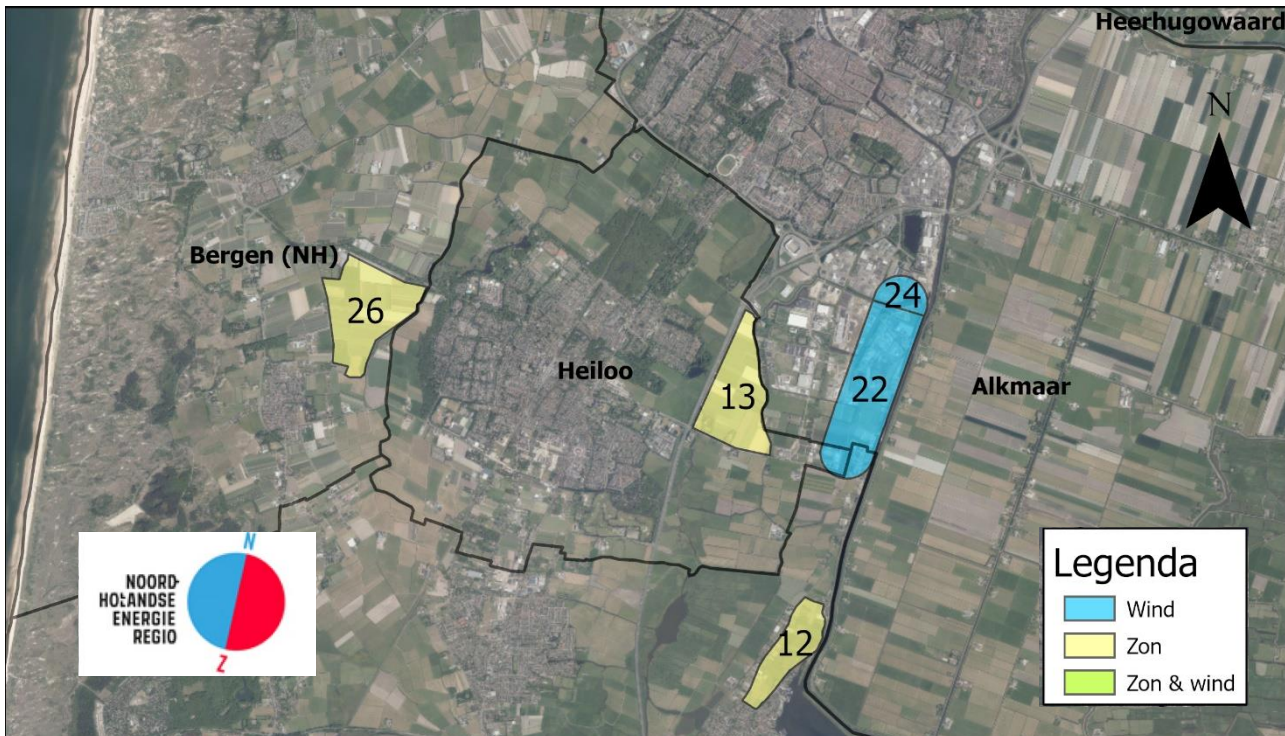 Heerhugowaard
N
Bergen (NH)
26
24
Heiloo
13
22
Alkmaar
12
N
NOORD-
HOLLANDSE
ENERGIE
REGIO
Z
Legenda
Wind
Zon
Zon & wind